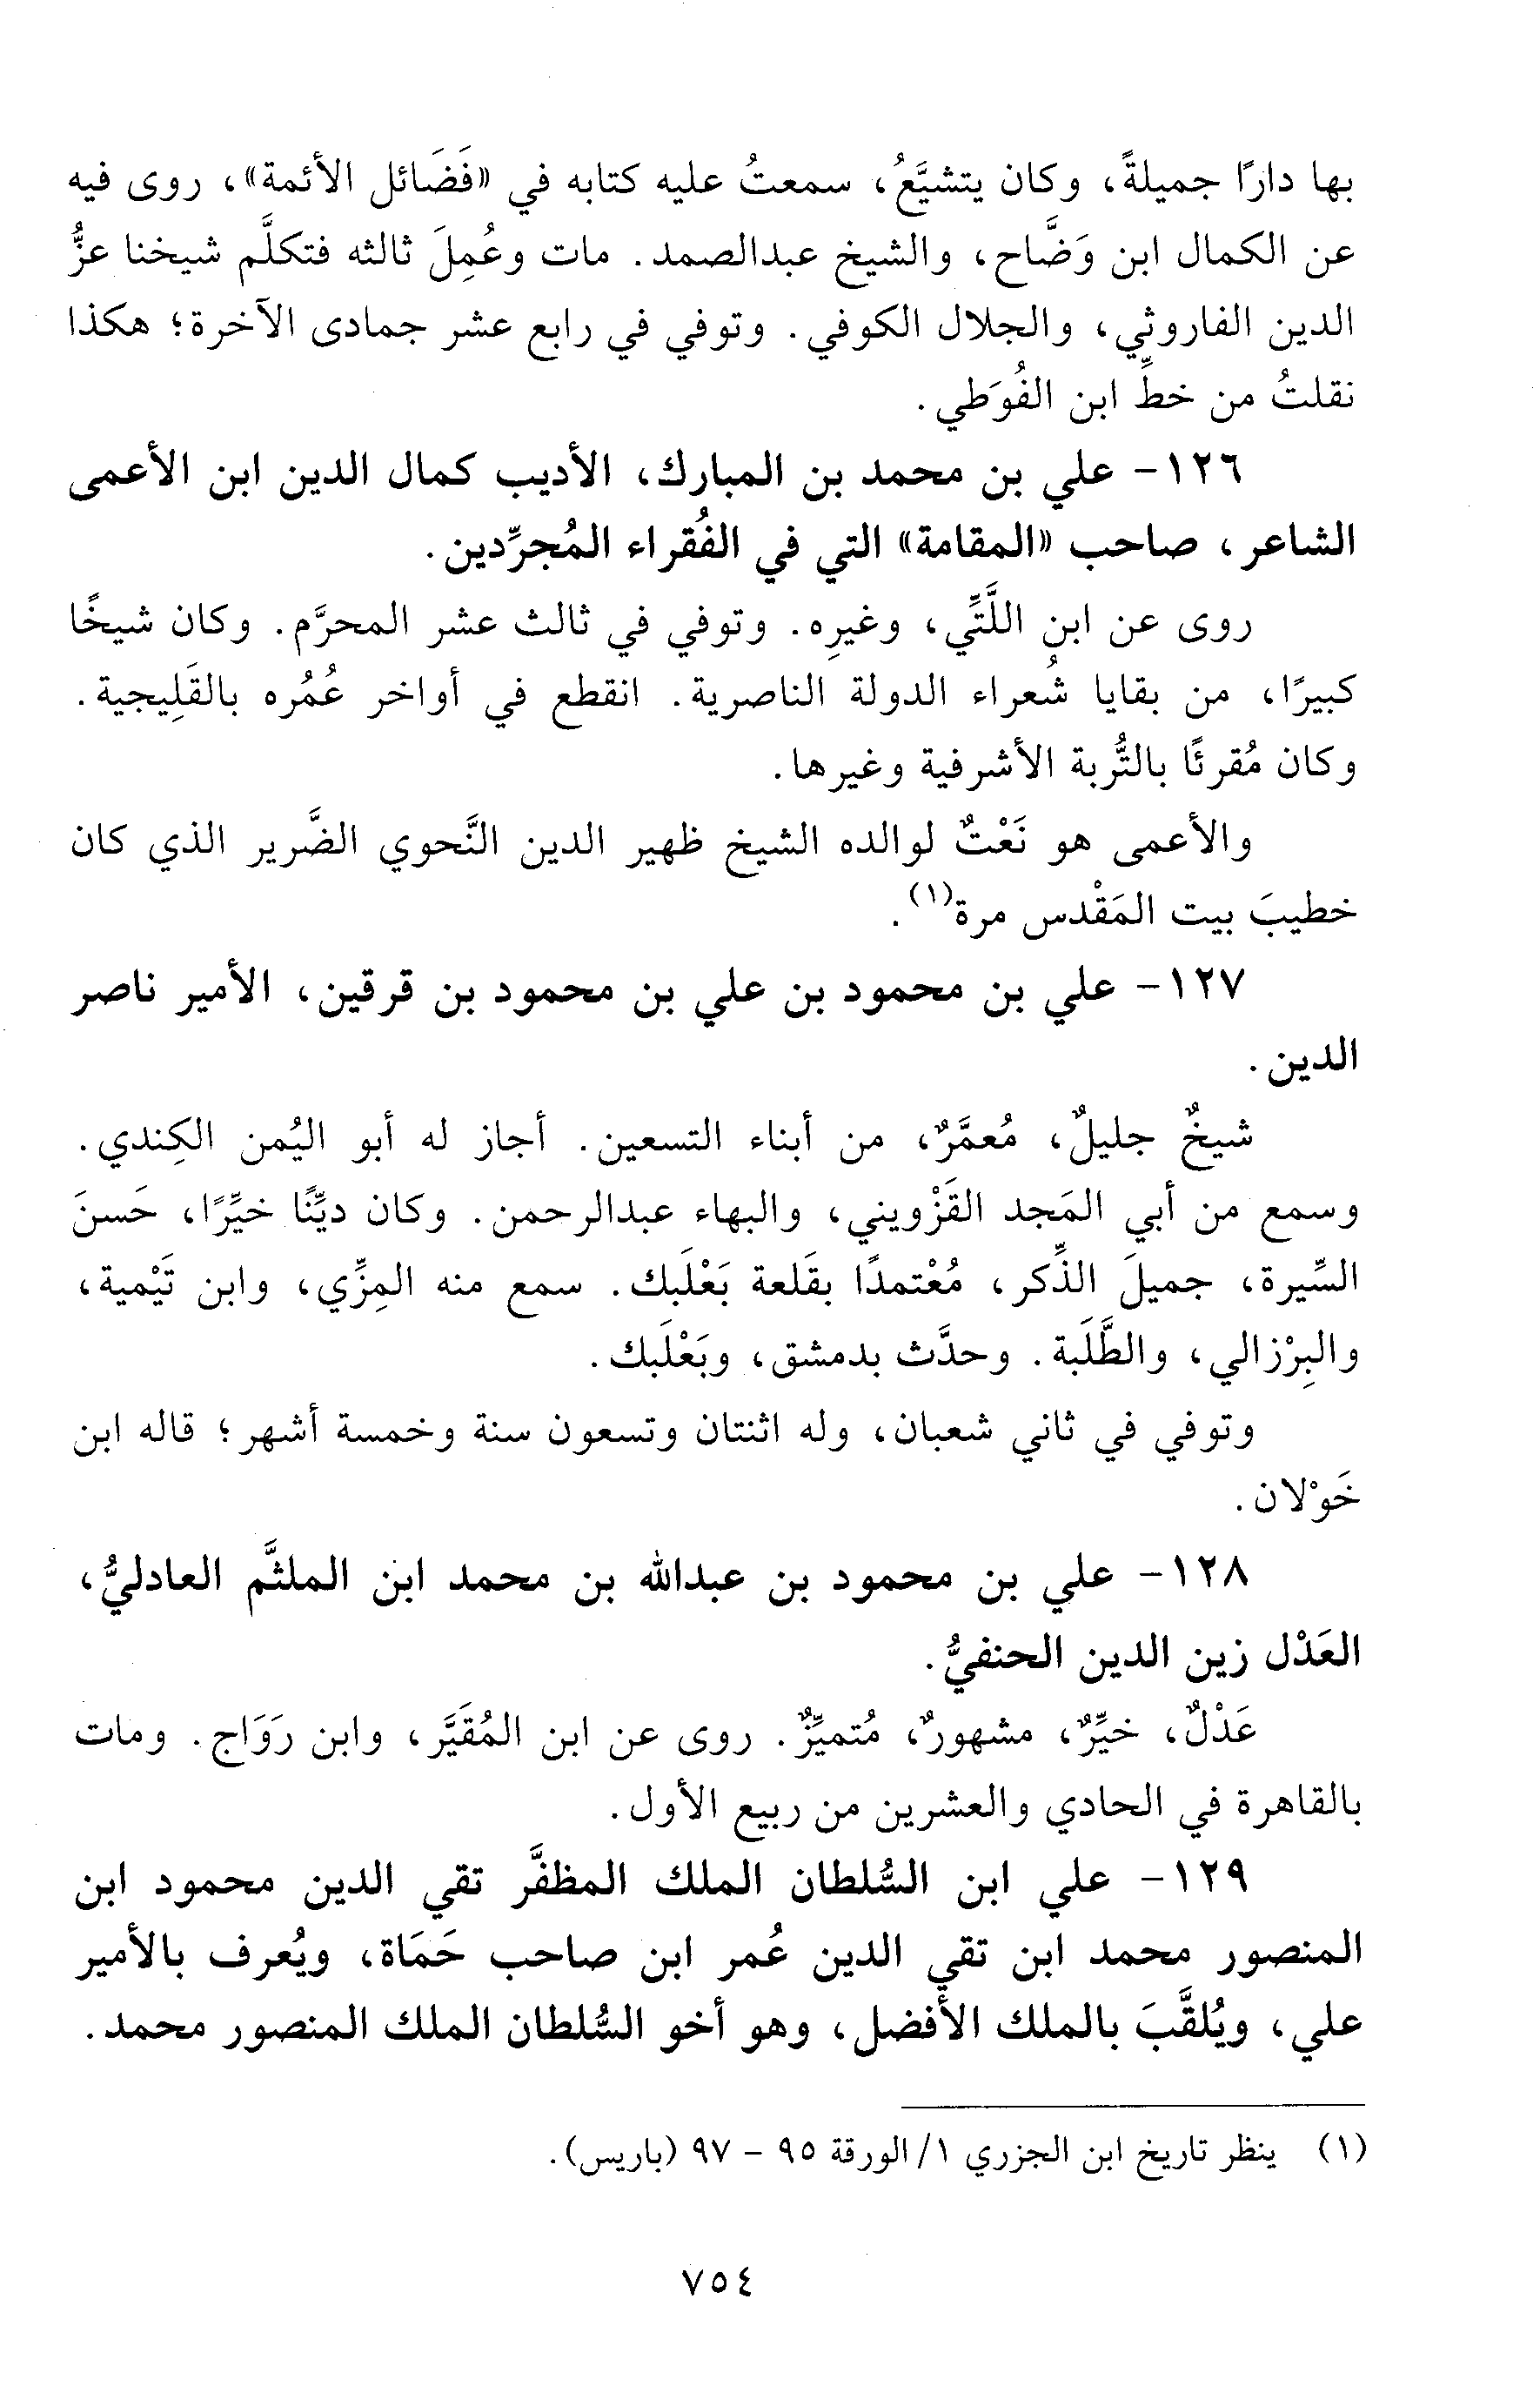 بها دارًا جميلةً، وكان يتشيَّعُ، سمعتُ عليه كتابه في «فَضَائل الأئمة»، روى فيه
عن الكمال ابن وَضَّاح، والشيخ عبدالصمد. مات وعُمِلَ ثالثه فتكلَّم شيخنا عزُّ
الدين الفاروثي، والجلال الكوفي. وتوفي في رابع عشر جمادى الآخرة؛ هكذا
نقلتُ من خطِّ ابن الفُوَطي.
١٢٦- علي بن محمد بن المبارك، الأديب كمال الدين ابن الأعمى
الشاعر، صاحب «المقامة» التي في الفُقراء المُجرِّدين.
روى عن ابن اللَّتِّي، وغيرِه. وتوفي في ثالث عشر المحرَّم. وكان شيخًا
كبيرًا، من بقايا شُعراء الدولة الناصرية. انقطع في أواخر عُمُره بالقَلِيجية.
وكان مُقرئًا بالتُّربة الأشرفية وغيرها.
والأعمى هو نَعْتٌ لوالده الشيخ ظهير الدين النَّحوي الضَّرير الذي كان
خطيبَ بيت المَقْدس مرة(١).
١٢٧- علي بن محمود بن علي بن محمود بن قرقين، الأمير ناصر
الدين.
شيخٌ جليلٌ، مُعمَّرٌ، من أبناء التسعين. أجاز له أبو اليُمن الكِندي.
وسمع من أبي المَجد القَزْويني، والبهاء عبدالرحمن. وكان ديِّنًا خيِّرًا، حَسنَ
السِّيرة، جميلَ الذِّكر، مُعْتمدًا بقَلعة بَعْلَبك. سمع منه المِزِّي، وابن تَيْمية،
والبِرْزالي، والطَّلَبة. وحدَّث بدمشق، وبَعْلَبك.
وتوفي في ثاني شعبان، وله اثنتان وتسعون سنة وخمسة أشهر؛ قاله ابن
خَوْلان.
١٢٨- علي بن محمود بن عبدالله بن محمد ابن الملثَّم العادليُّ،
العَدْل زين الدين الحنفيُّ.
عَدْلٌ، خيِّرٌ، مشهورٌ، مُتميِّزٌ. روى عن ابن المُقَيَّر، وابن رَوَاج. ومات
بالقاهرة في الحادي والعشرين من ربيع الأول.
١٢٩- علي ابن السُّلطان الملك المظفَّر تقي الدين محمود ابن
المنصور محمد ابن تقي الدين عُمر ابن صاحب حَمَاة، ويُعرف بالأمير
علي، ويُلقَّبَ بالملك الأفضل، وهو أخو السُّلطان الملك المنصور محمد.
(١) ينظر تاريخ ابن الجزري ١/ الورقة ٩٥ - ٩٧ (باريس).
٧٥٤